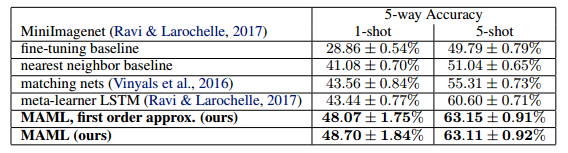 5-way Accuracy
MiniImagenet (Ravi & Larochelle, 2017) 1-shot 5-shot
fine-tuning baseline 28.86 ± 0.54% 49.79 ± 0.79%
nearest neighbor baseline 41.08 ± 0.70% 51.04 ± 0.65%
matching nets (Vinyals et al., 2016) 43.56 ± 0.84% 55.31 ± 0.73%
meta-learner LSTM (Ravi & Larochelle, 2017) 43.44 ± 0.77% 60.60 ± 0.71%
MAML, first order approx. (ours) 48.07 ± 1.75% 63.15 ± 0.91%
MAML (ours) 48.70 ± 1.84% 63.11 ± 0.92%